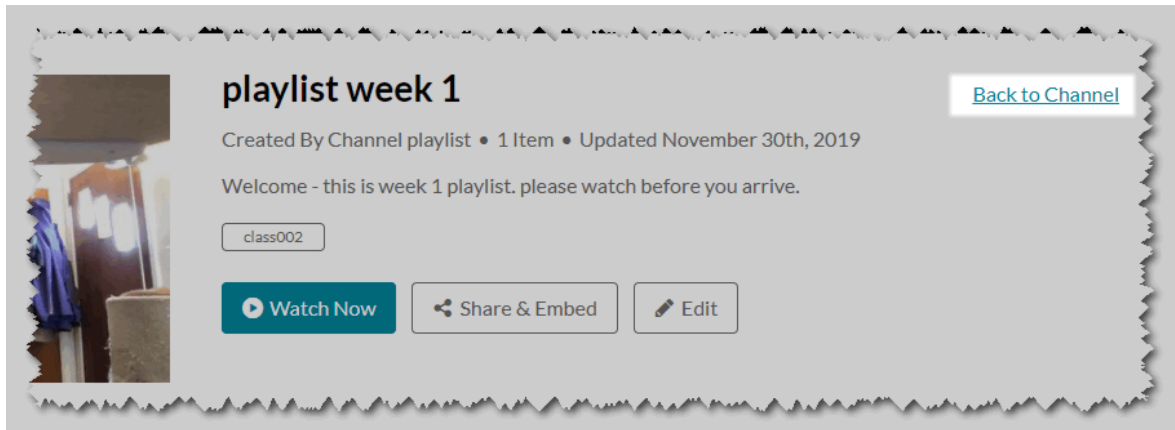 playlist week 1
Back to Channel
Created By Channel playlist • 1 Item • Updated November 30th, 2019
Welcome - this is week 1 playlist. please watch before you arrive.
class002
Watch Now
Share & Embed
Edit